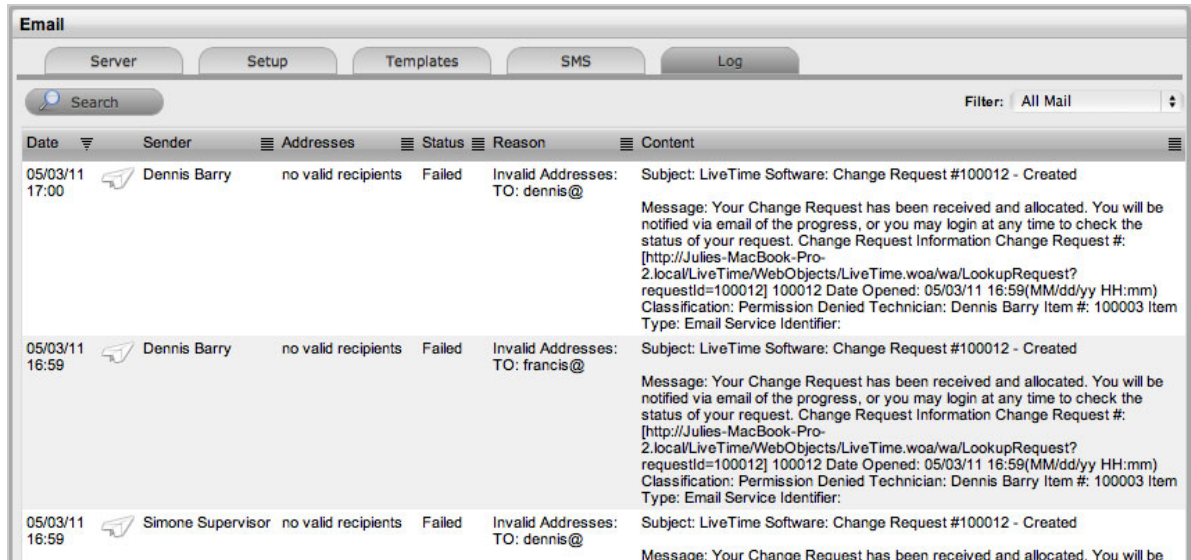 Email
Server Setup Templates SMS Log
Search Filter: All Mail
Date Sender Addresses Status Reason Content
05/03/11 Dennis Barry no valid recipients Failed Invalid Addresses: Subject: LiveTime Software: Change Request #100012 - Created
17:00 TO: dennis@
Message: Your Change Request has been received and allocated. You will be
notified via email of the progress, or you may login at any time to check the
status of your request. Change Request Information Change Request #:
[http://Julies-MacBook-Pro-
2.local/LiveTime/WebObjects/LiveTime.woa/wa/LookupRequest?
requestId=100012] 100012 Date Opened: 05/03/11 16:59(MM/dd/yy HH:mm)
Classification: Permission Denied Technician: Dennis Barry Item #: 100003 Item
Type: Email Service Identifier:
05/03/11 Dennis Barry no valid recipients Failed Invalid Addresses: Subject: LiveTime Software: Change Request #100012 - Created
16:59 TO: francis@
Message: Your Change Request has been received and allocated. You will be
notified via email of the progress, or you may login at any time to check the
status of your request. Change Request Information Change Request #:
[http://Julies-MacBook-Pro-
2.local/LiveTime/WebObjects/LiveTime.woa/wa/LookupRequest?
requestId=100012] 100012 Date Opened: 05/03/11 16:59(MM/dd/yy HH:mm)
Classification: Permission Denied Technician: Dennis Barry Item #: 100003 Item
Type: Email Service Identifier:
05/03/11 Simone Supervisor no valid recipients Failed Invalid Addresses: Subject: LiveTime Software: Change Request #100012 - Created
16:59 TO: dennis@
Message: Your Change Request has been received and allocated. You will be